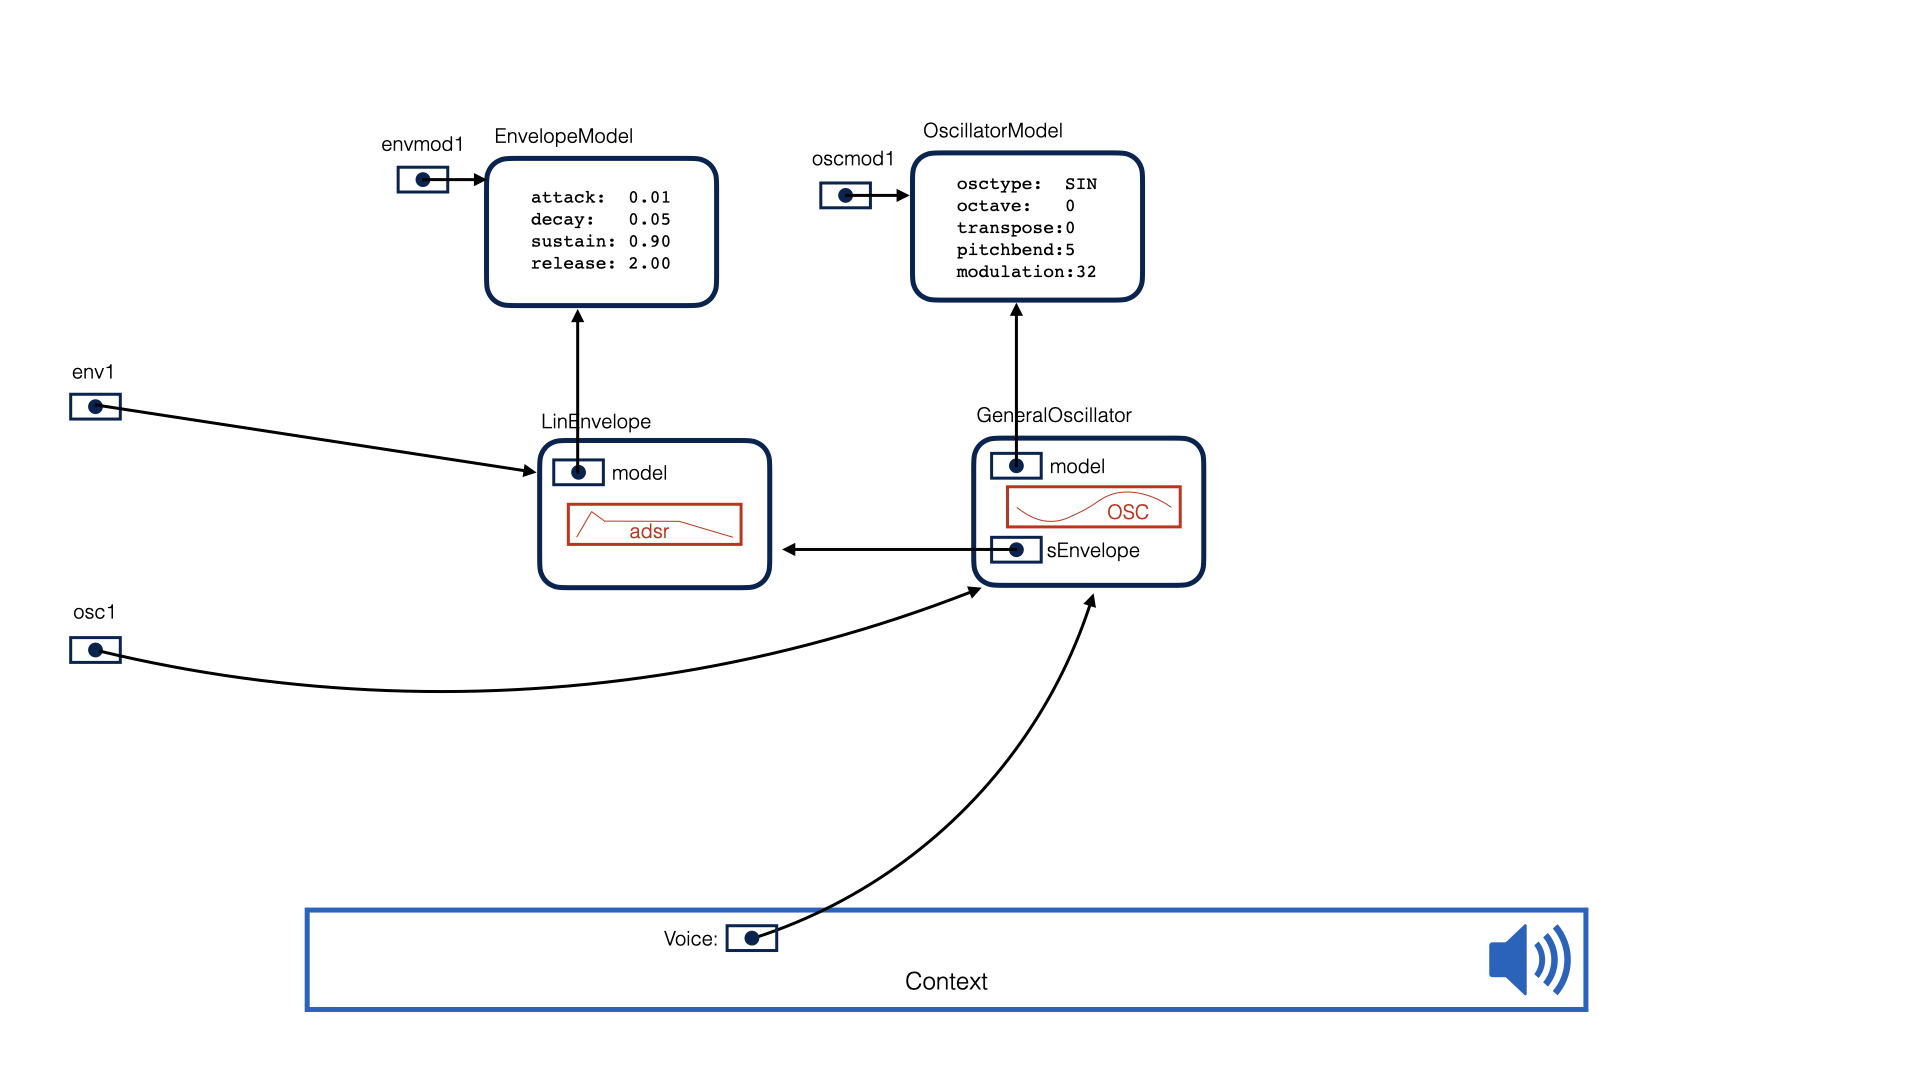 OscillatorModel
EnvelopeModel
envmod1
oscmod1
attack: 0.01
decay: 0.05
sustain: 0.90
release: 2.00
osctype: SIN
octave: 0
transpose:0
pitchbend:5
modulation:32
env1
LinEnvelope
model
adsr
GeneralOscillator
model
OSC
sEnvelope
osc1
Voice:
Context